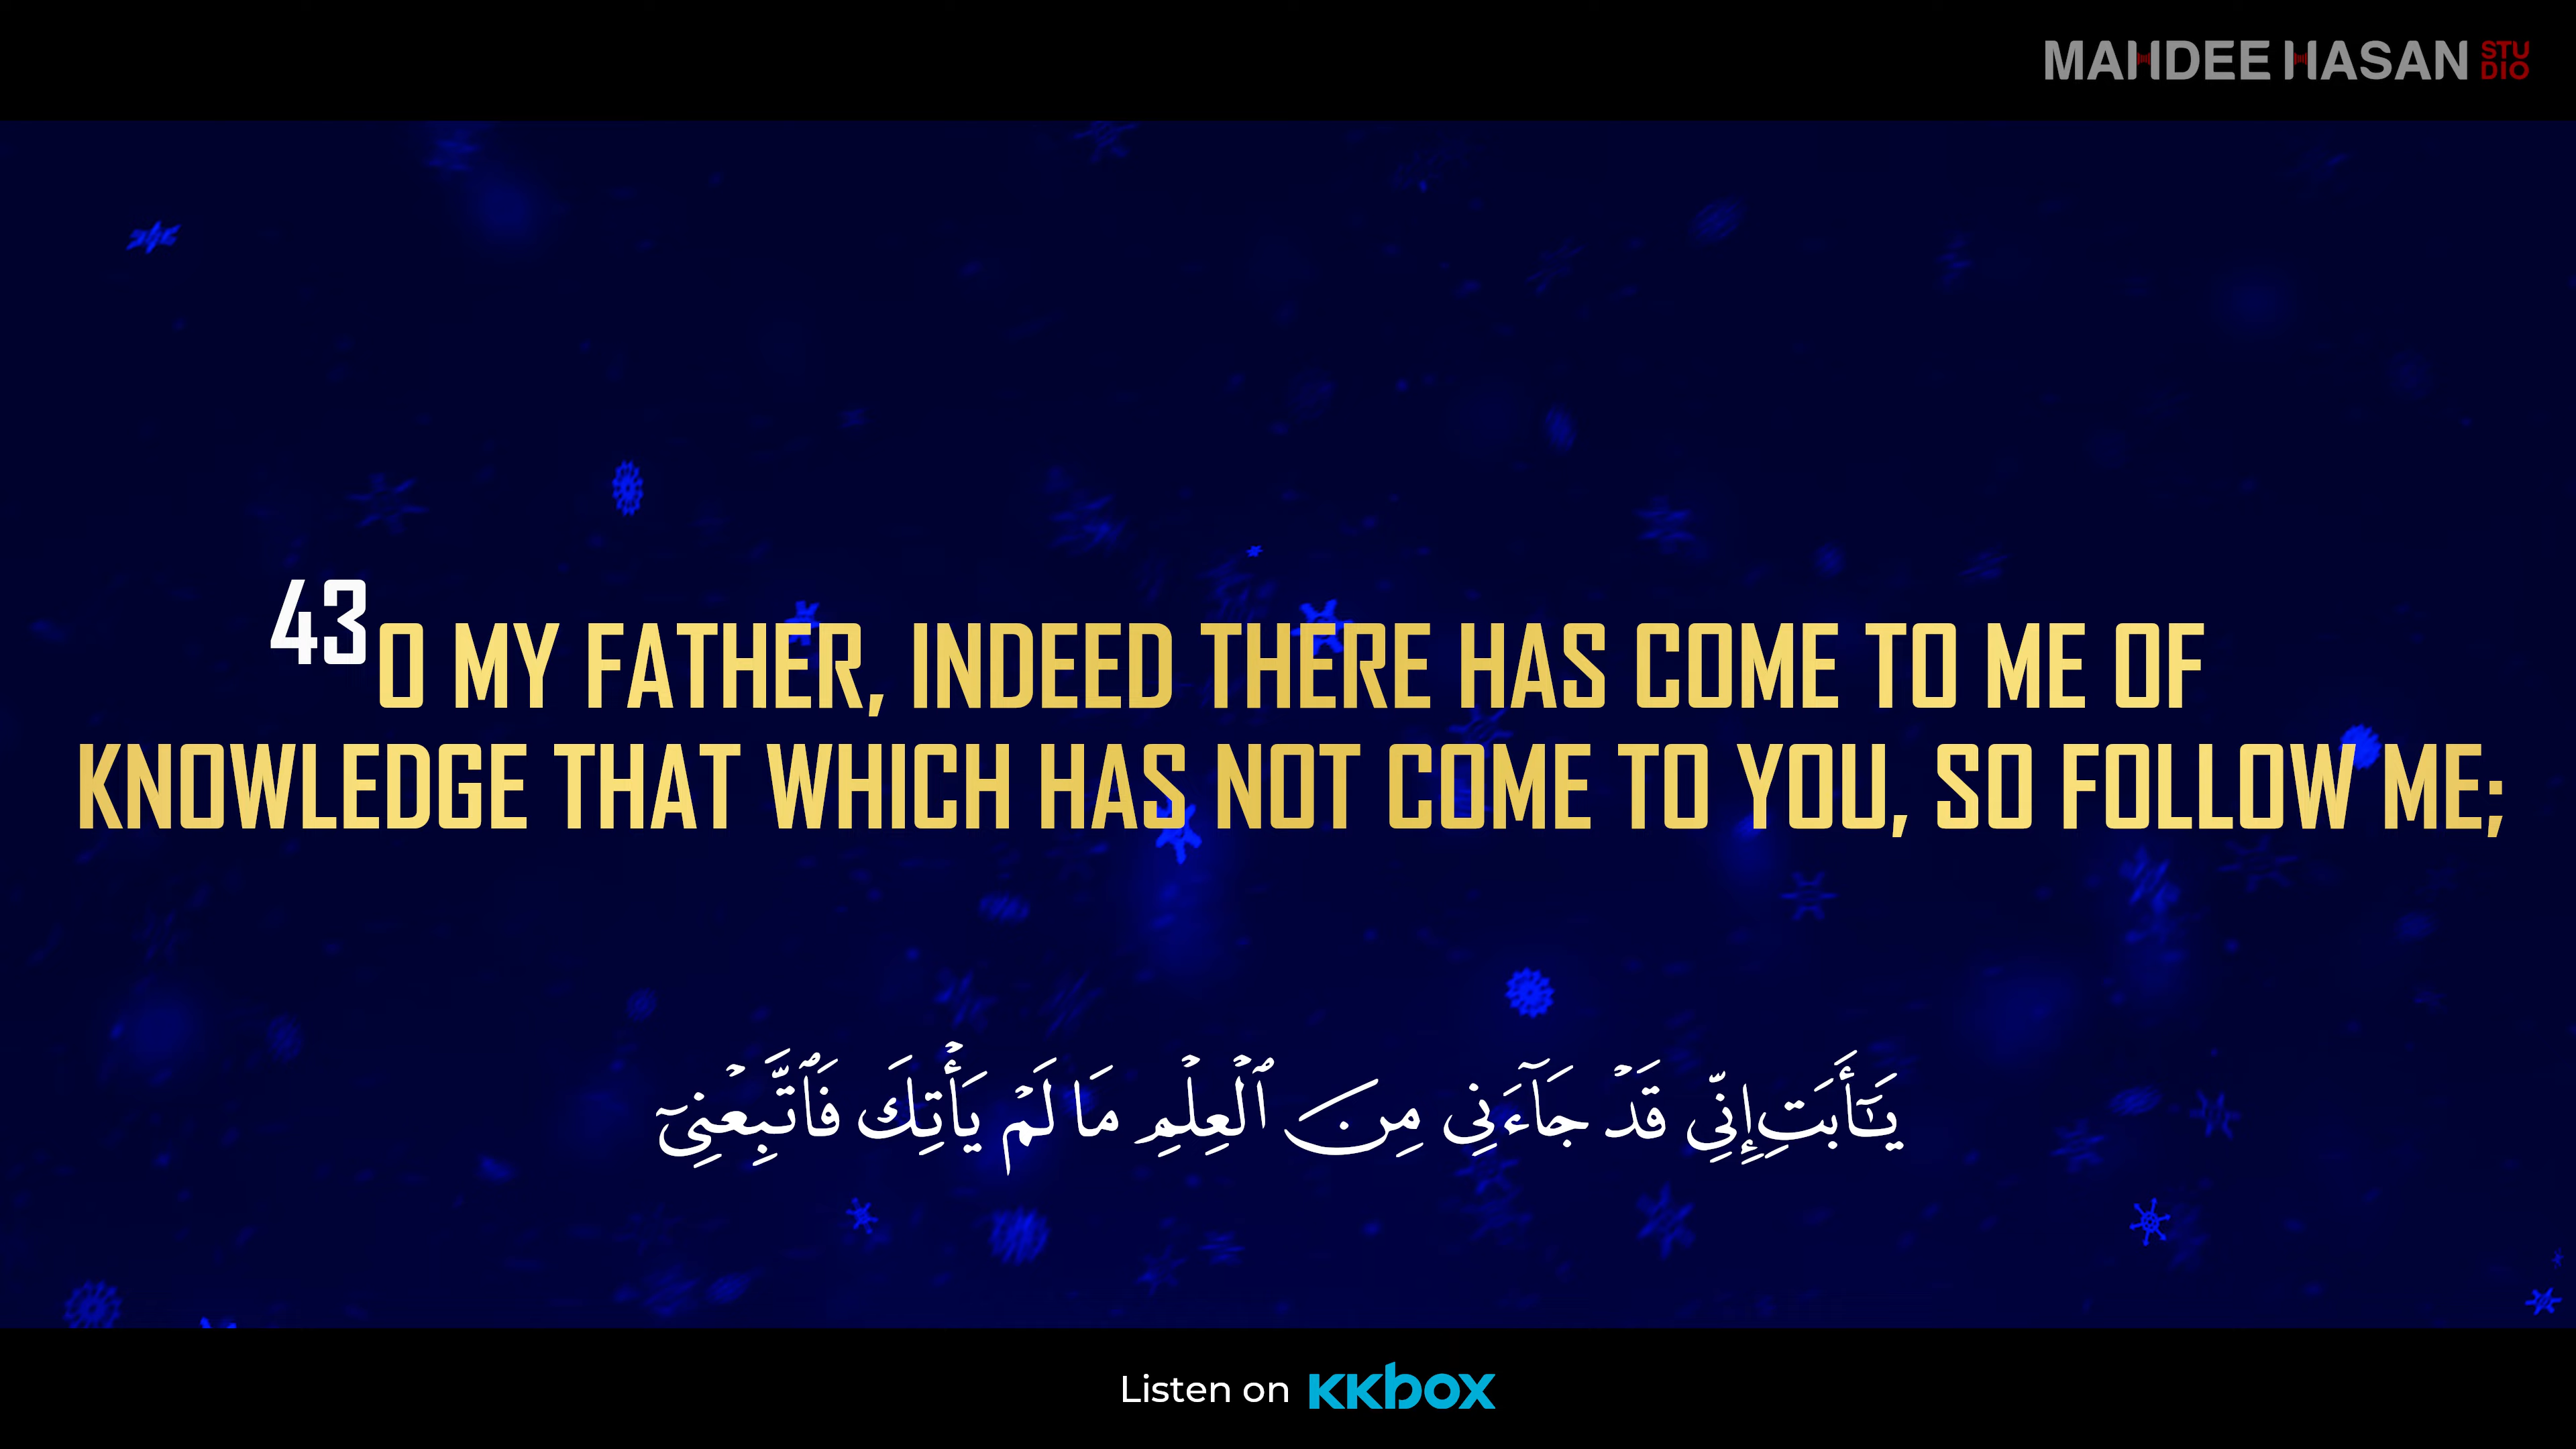 MAHDEE HASAN STUDIO
43 O MY FATHER, INDEED THERE HAS COME TO ME OF
KNOWLEDGE THAT WHICH HAS NOT COME TO YOU, SO FOLLOW ME;
يَـٰٓأَبَتِ إِنِّى قَدْ جَآءَنِى مِنَ ٱلْعِلْمِ مَا لَمْ يَأْتِكَ فَٱتَّبِعْنِىٓ
Listen on KKBOX